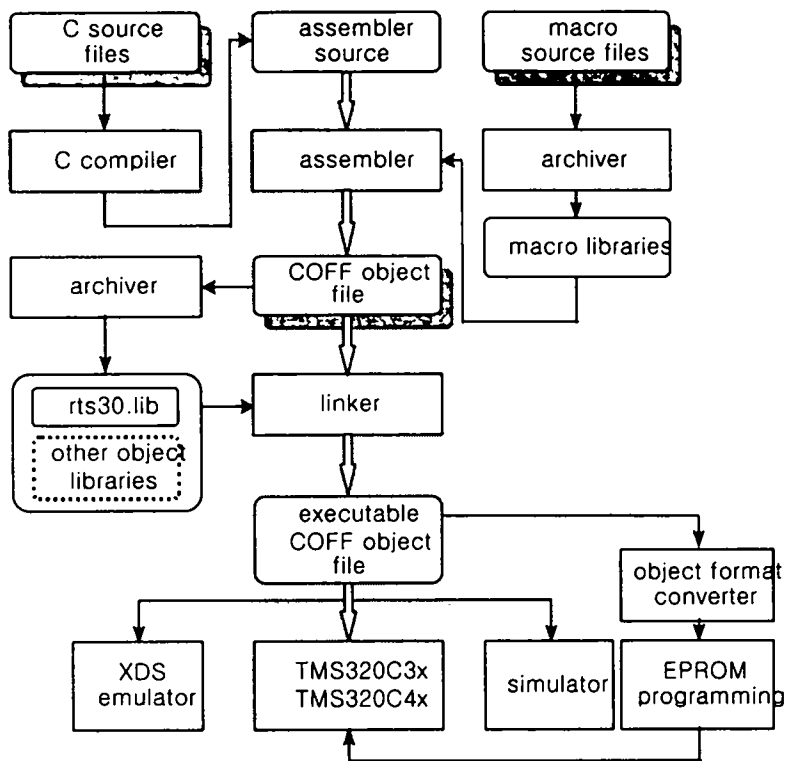 C source
files
assembler
source
macro
source files
C compiler
assembler
archiver
macro libraries
archiver
COFF object
file
rts30.lib
other object
libraries
linker
executable
COFF object
file
object format
converter
XDS
emulator
TMS320C3x
TMS320C4x
simulator
EPROM
programming